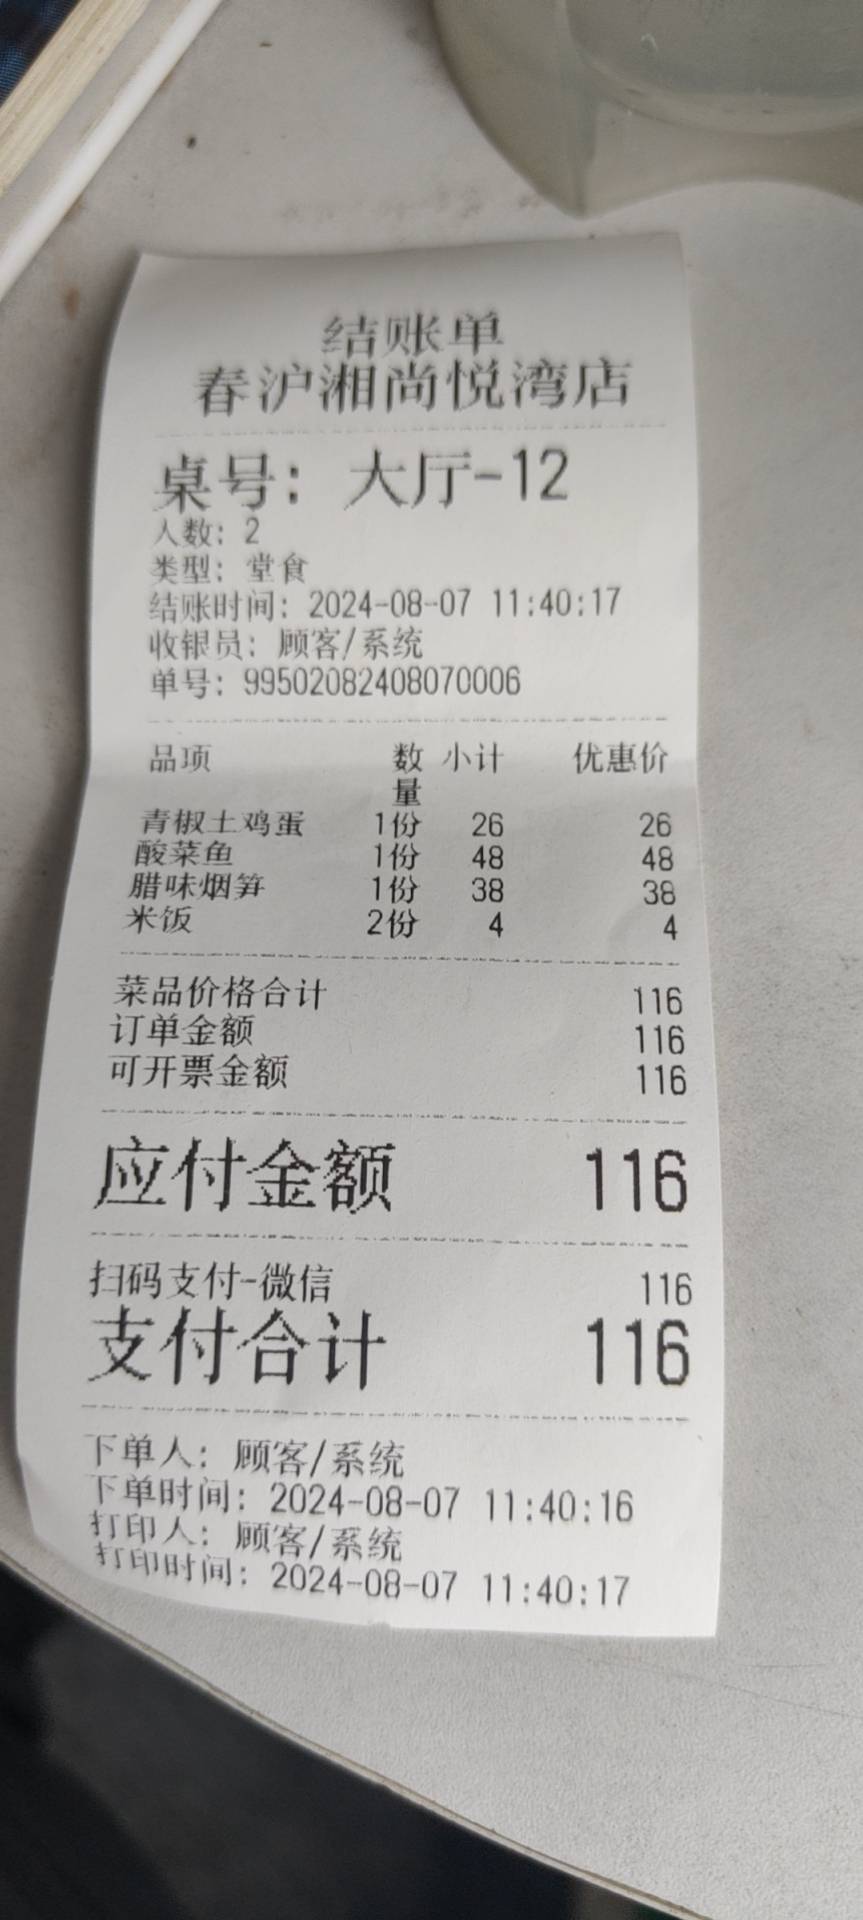 结账单
春沪湘尚悦湾店
桌号: 大厅-12
人数: 2
类型: 堂食
结账时间: 2024-08-07 11:40:17
收银员: 顾客/系统
单号: 99502082408070006
品项 数量 小计 优惠价
青椒土鸡蛋 1份 26 26
酸菜鱼 1份 48 48
腊味烟笋 1份 38 38
米饭 2份 4 4
菜品价格合计 116
订单金额 116
可开票金额 116
应付金额 116
扫码支付-微信 116
支付合计 116
下单人: 顾客/系统
下单时间: 2024-08-07 11:40:16
打印人: 顾客/系统
打印时间: 2024-08-07 11:40:17